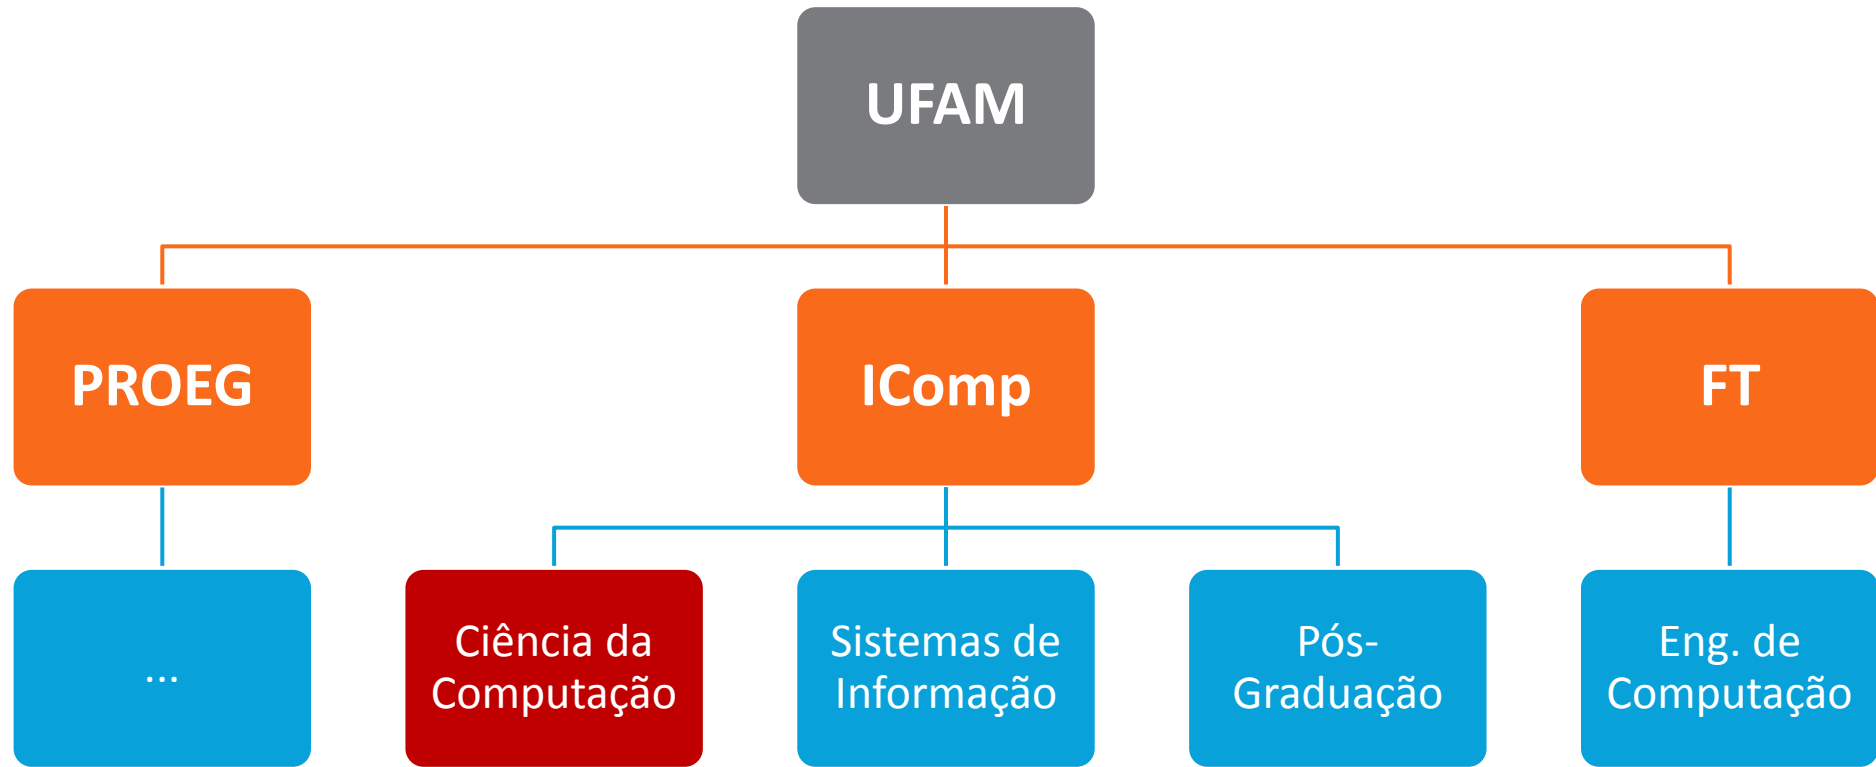 UFAM
PROEG
IComp
FT
...
Ciência da
Computação
Sistemas de
Informação
Pós-
Graduação
Eng. de
Computação